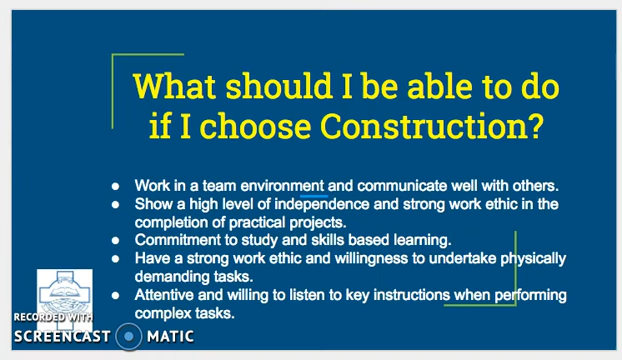 What should I be able to do
if I choose Construction?
● Work in a team environment and communicate well with others.
● Show a high level of independence and strong work ethic in the
completion of practical projects.
● Commitment to study and skills based learning.
● Have a strong work ethic and willingness to undertake physically
demanding tasks.
● Attentive and willing to listen to key instructions when performing
complex tasks.
RECORDED WITH
SCREENCAST MATIC